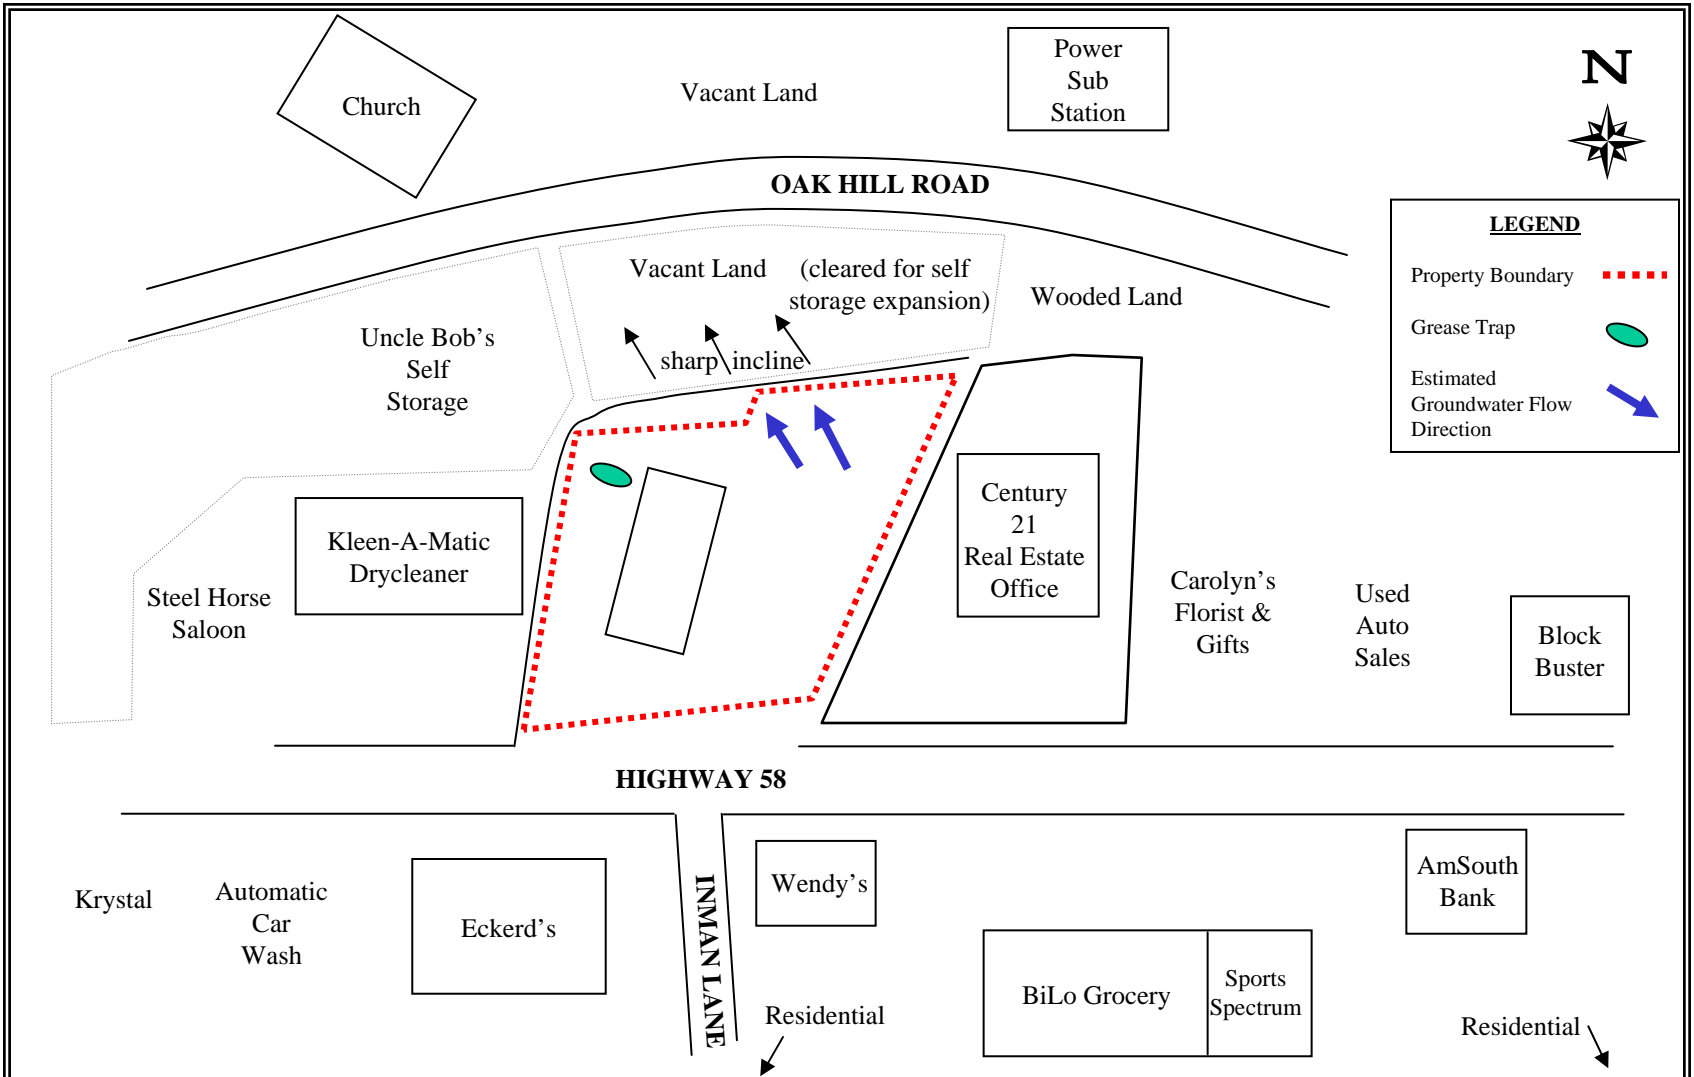 Church
Vacant Land
Power
Sub
Station
N
OAK HILL ROAD
LEGEND
Property Boundary
Grease Trap
Estimated
Groundwater Flow
Direction
Vacant Land
(cleared for self
storage expansion)
Wooded Land
sharp incline
Uncle Bob's
Self
Storage
Kleen-A-Matic
Drycleaner
Steel Horse
Saloon
Century
21
Real Estate
Office
Carolyn's
Florist &
Gifts
Used
Auto
Sales
Block
Buster
HIGHWAY 58
Krystal
Automatic
Car
Wash
Eckerd's
INMAN LANE
Wendy's
AmSouth
Bank
BiLo Grocery
Sports
Spectrum
Residential
Residential